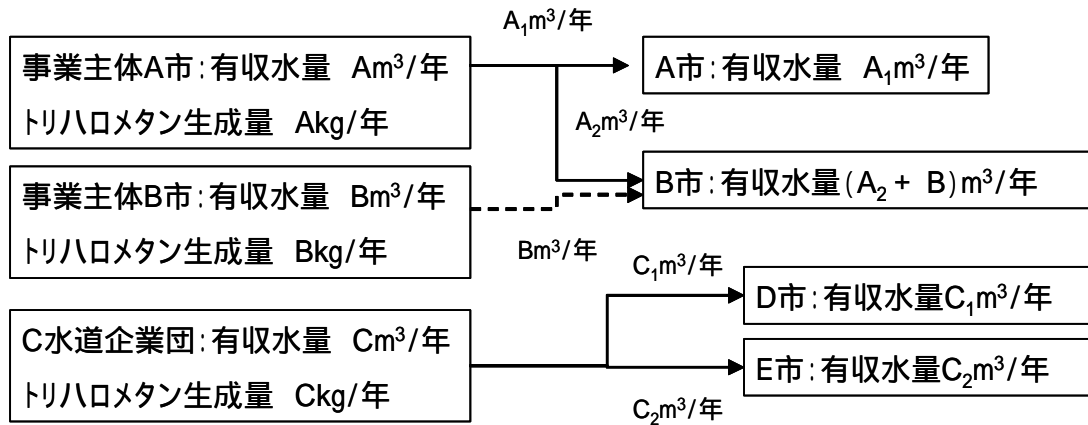 A₁m³/年
事業主体A市：有収水量　Am³/年
トリハロメタン生成量　Akg/年
A市：有収水量　A₁m³/年
A₂m³/年
事業主体B市：有収水量　Bm³/年
トリハロメタン生成量　Bkg/年
B市：有収水量(A₂ + B)m³/年
Bm³/年
C₁m³/年
C水道企業団：有収水量　Cm³/年
トリハロメタン生成量　Ckg/年
D市：有収水量C₁m³/年
E市：有収水量C₂m³/年
C₂m³/年